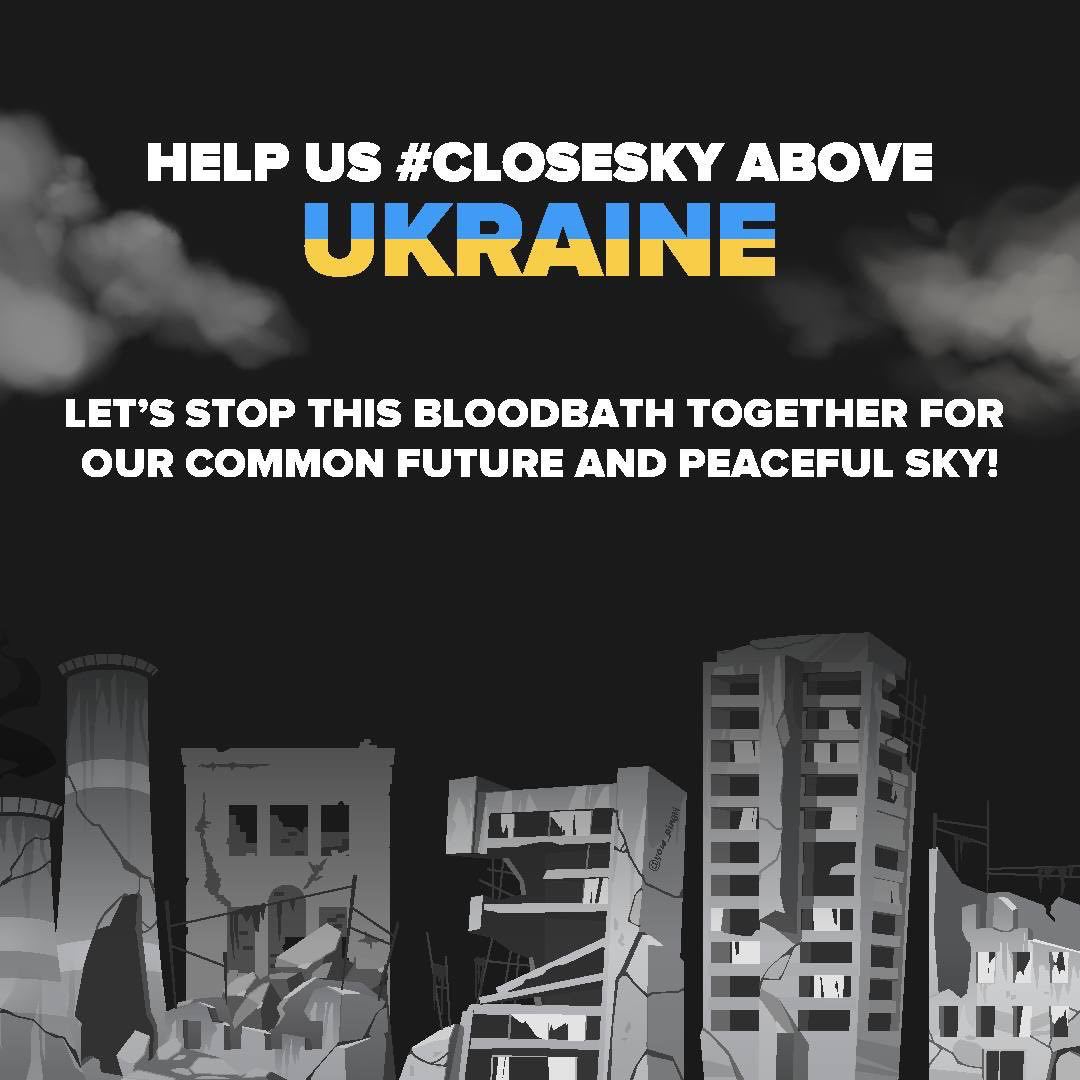 HELP US #CLOSESKY ABOVE
UKRAINE
LET'S STOP THIS BLOODBATH TOGETHER FOR
OUR COMMON FUTURE AND PEACEFUL SKY!